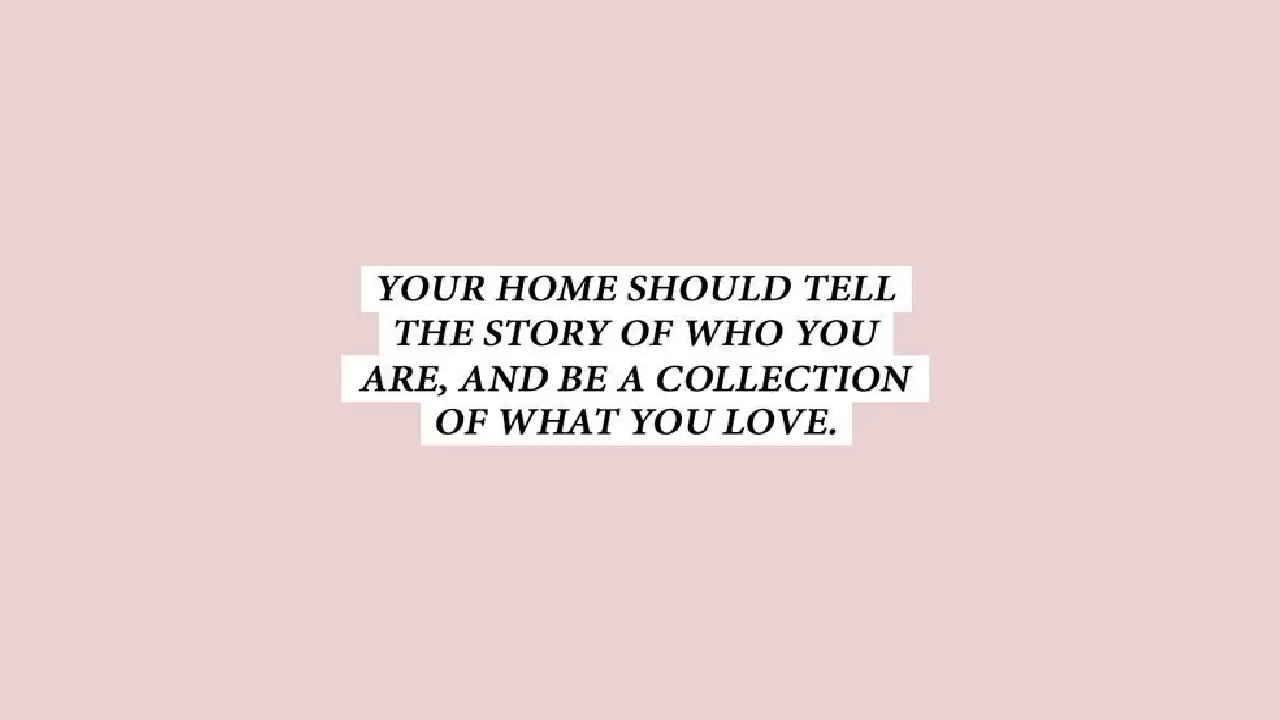 YOUR HOME SHOULD TELL
THE STORY OF WHO YOU
ARE, AND BE A COLLECTION
OF WHAT YOU LOVE.